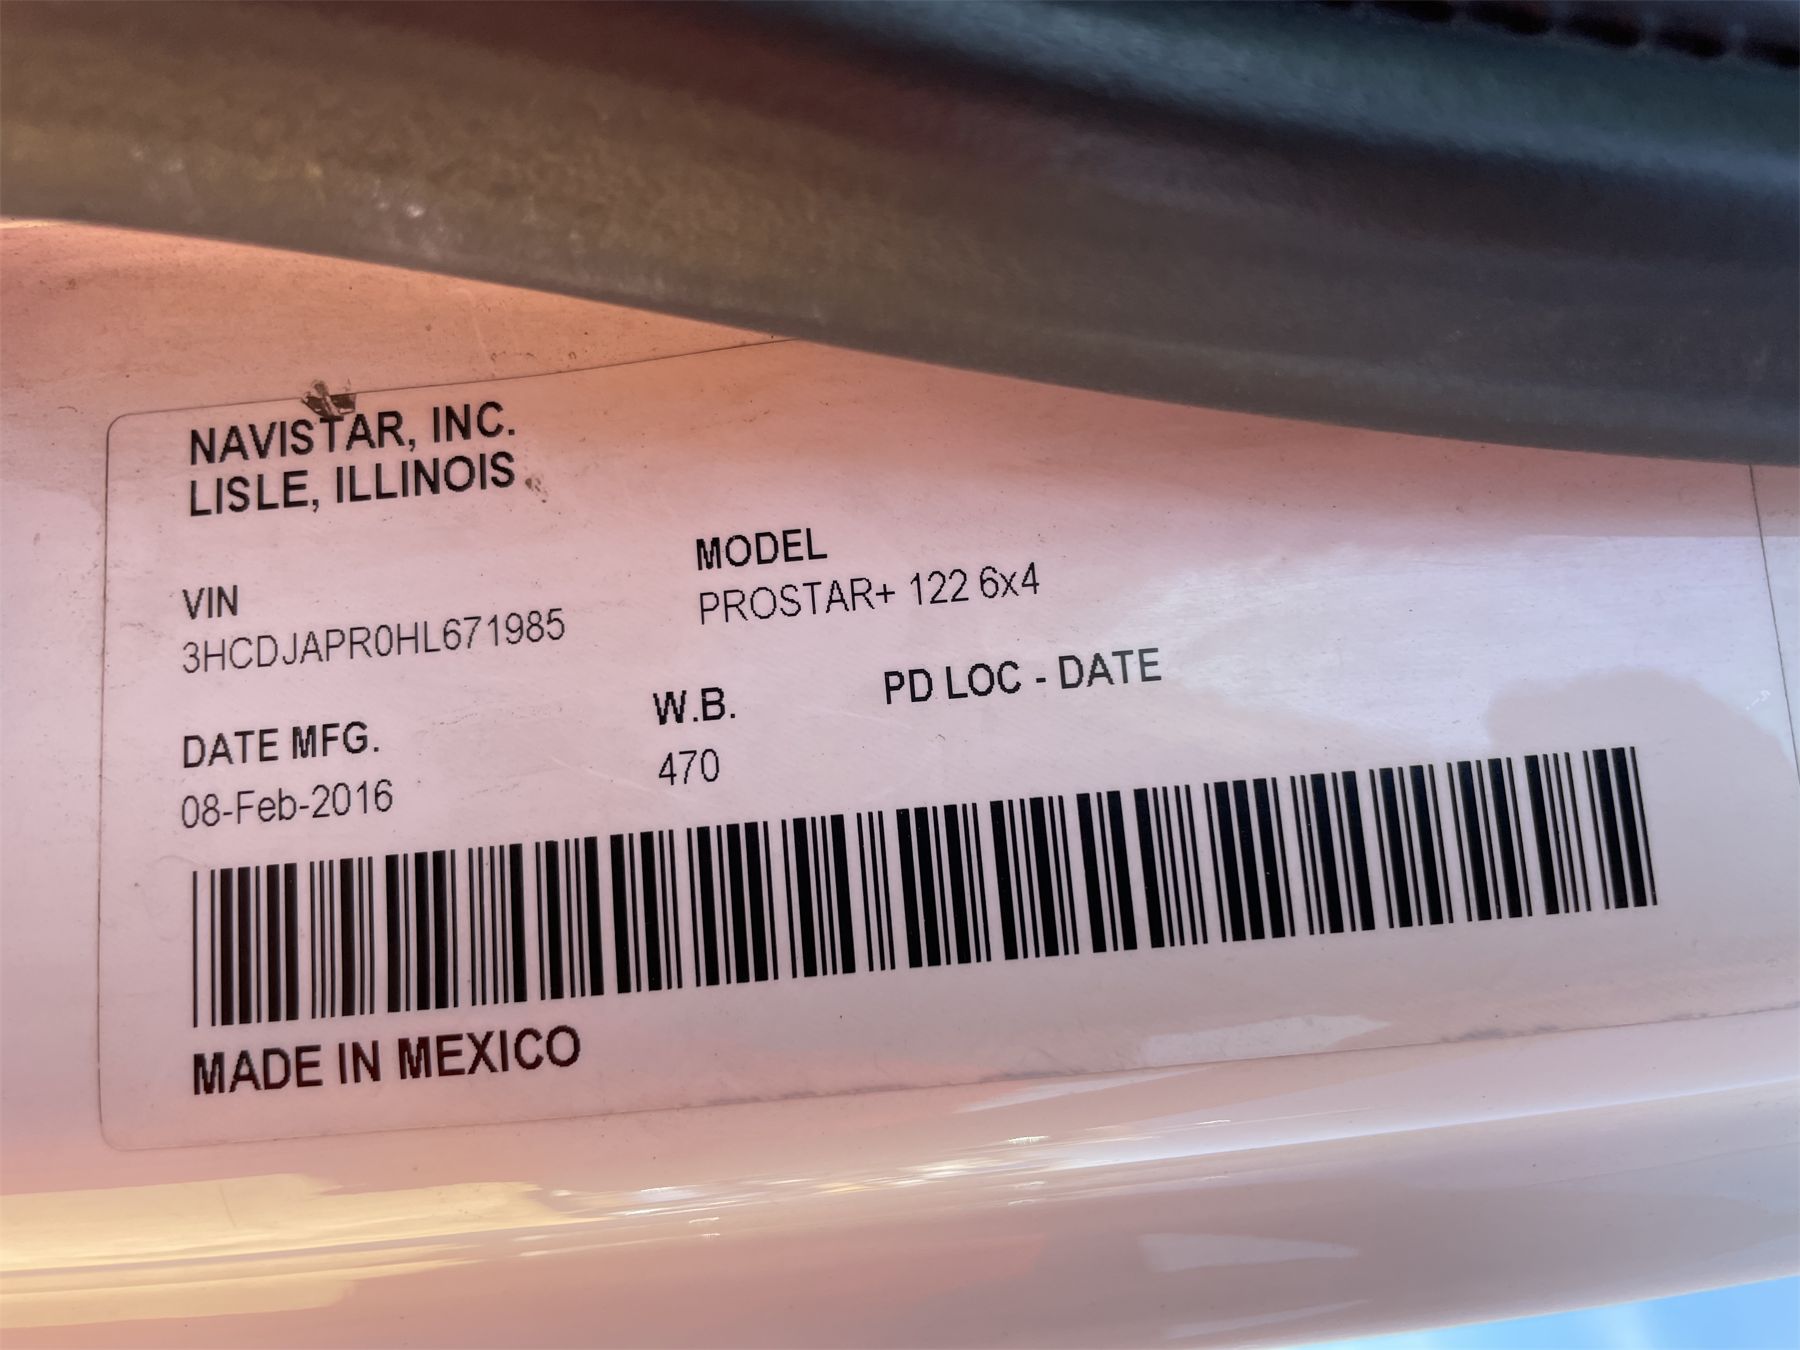 NAVISTAR, INC.
LISLE, ILLINOIS
VIN
3HCDJAPR0HL671985
MODEL
PROSTAR+ 122 6x4
DATE MFG.
08-Feb-2016
W.B.
470
PD LOC - DATE
MADE IN MEXICO